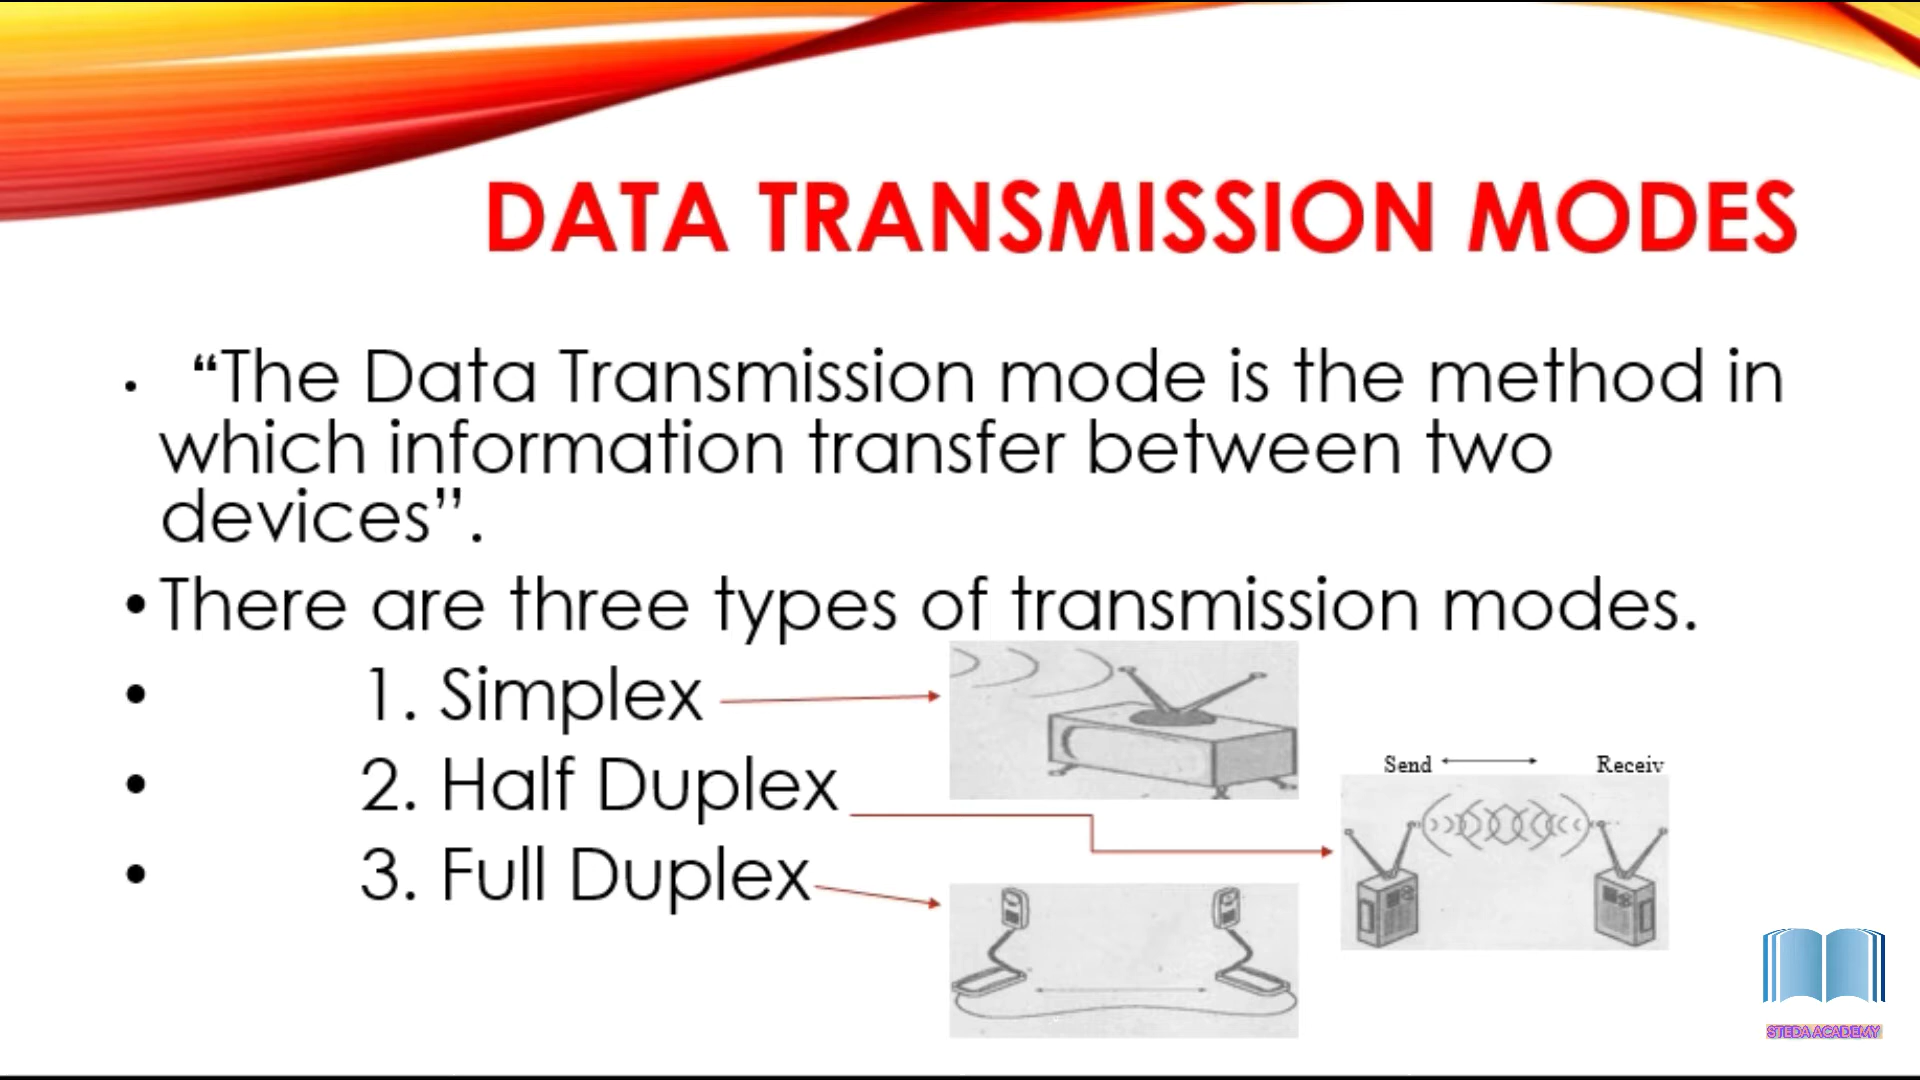 DATA TRANSMISSION MODES
• “The Data Transmission mode is the method in
which information transfer between two
devices”.
• There are three types of transmission modes.
• 1. Simplex
• 2. Half Duplex
• 3. Full Duplex
Send Receiv
STEDA ACADEMY